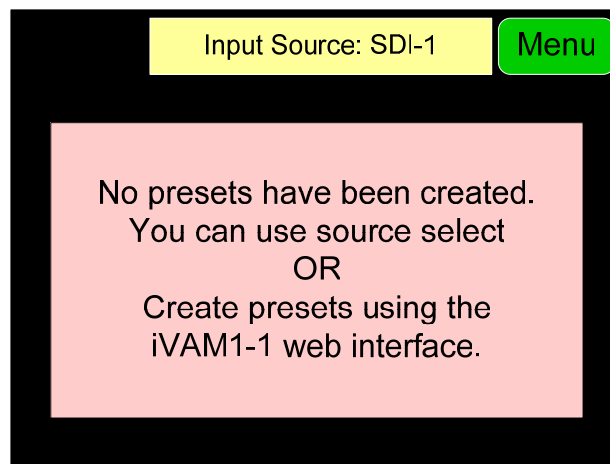 Input Source: SDI-1
Menu
No presets have been created.
You can use source select
OR
Create presets using the
iVAM1-1 web interface.